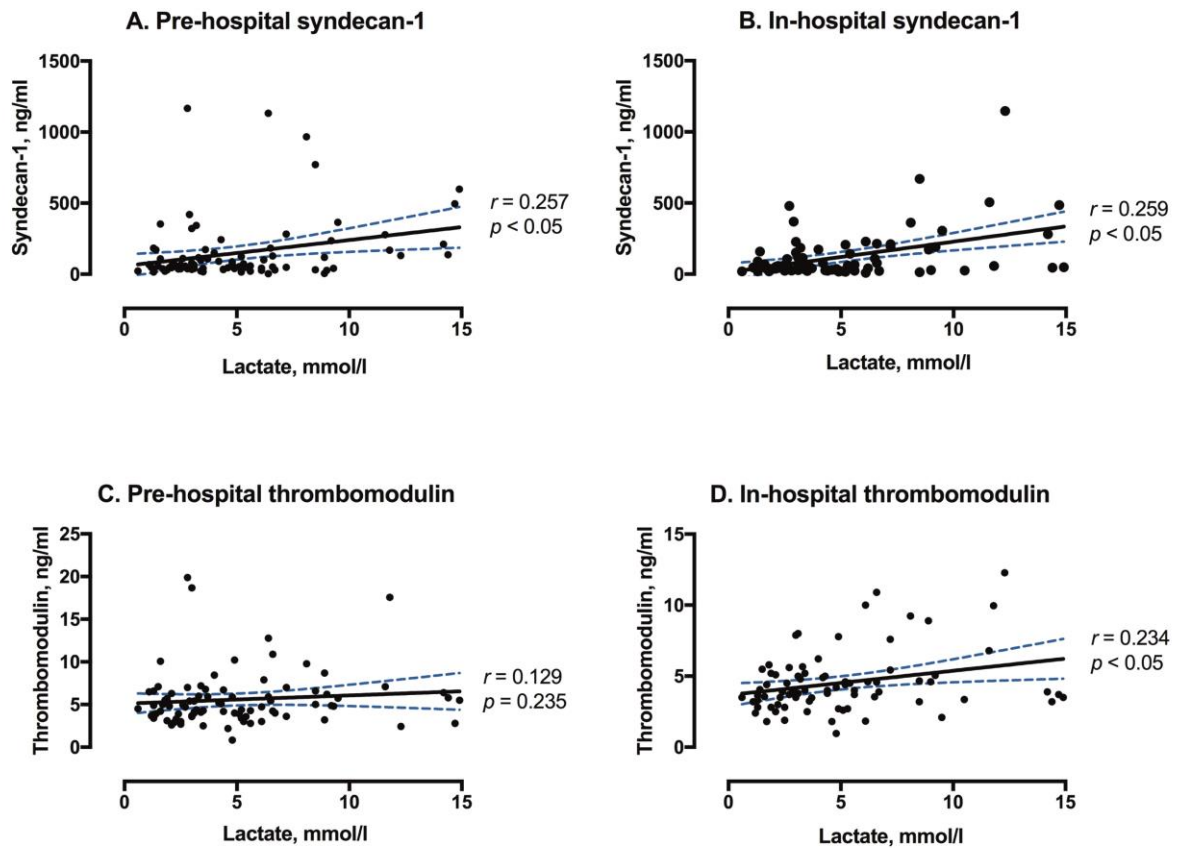 A. Pre-hospital syndecan-1
Syndecan-1, ng/ml
1500
1000
500
0
r = 0.257
p < 0.05
0 5 10 15
Lactate, mmol/l
B. In-hospital syndecan-1
Syndecan-1, ng/ml
1500
1000
500
0
r = 0.259
p < 0.05
0 5 10 15
Lactate, mmol/l
C. Pre-hospital thrombomodulin
Thrombomodulin, ng/ml
25
20
15
10
5
0
r = 0.129
p = 0.235
0 5 10 15
Lactate, mmol/l
D. In-hospital thrombomodulin
Thrombomodulin, ng/ml
15
10
5
0
r = 0.234
p < 0.05
0 5 10 15
Lactate, mmol/l